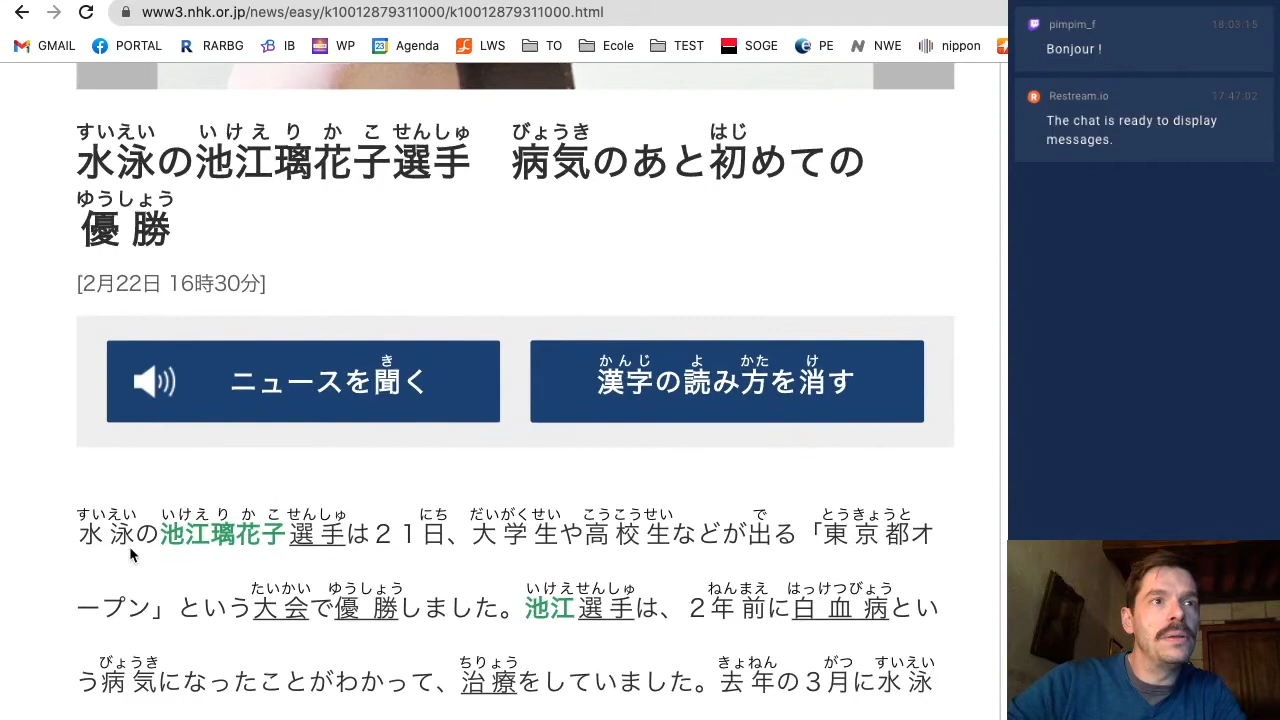 www3.nhk.or.jp/news/easy/k10012879311000/k10012879311000.html
GMAIL PORTAL RARBG IB WP Agenda LWS TO Ecole TEST SOGE PE NWE nippon
すいえい いけえりかこせんしゅ びょうき はじ
水泳の池江璃花子選手 病気のあと初めての
ゆうしょう
優勝
[2月22日 16時30分]
き
ニュースを聞く
かんじ よ かた け
漢字の読み方を消す
すいえい いけえりかこせんしゅ にち だいがくせい こうこうせい で とうきょうと
水泳の池江璃花子選手は21日、大学生や高校生などが出る「東京都オ
たいかい ゆうしょう いけえせんしゅ ねんまえ はっけつびょう
ープン」という大会で優勝しました。池江選手は、2年前に白血病とい
びょうき ちりょう きょねん がつ すいえい
う病気になったことがわかって、治療をしていました。去年の3月に水泳
pimpim_f 18:03:15
Bonjour !
Restream.io 17:47:02
The chat is ready to display
messages.